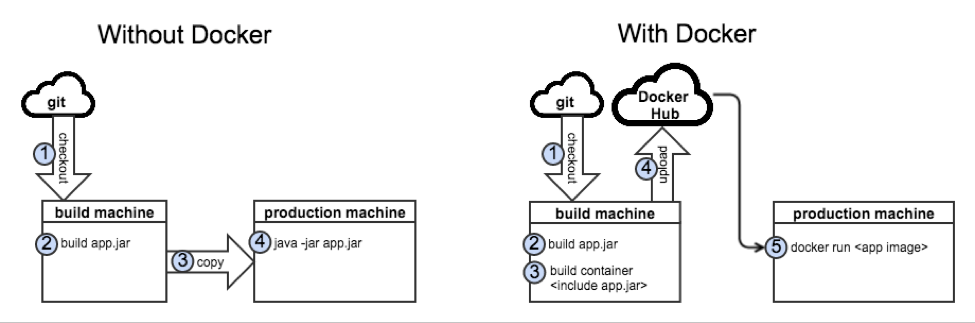 Without Docker
git
1
checkout
build machine
2 build app.jar
3 copy
production machine
4 java -jar app.jar
With Docker
git
Docker
Hub
1
checkout
4
upload
build machine
2 build app.jar
3 build container
<include app.jar>
production machine
5 docker run <app image>